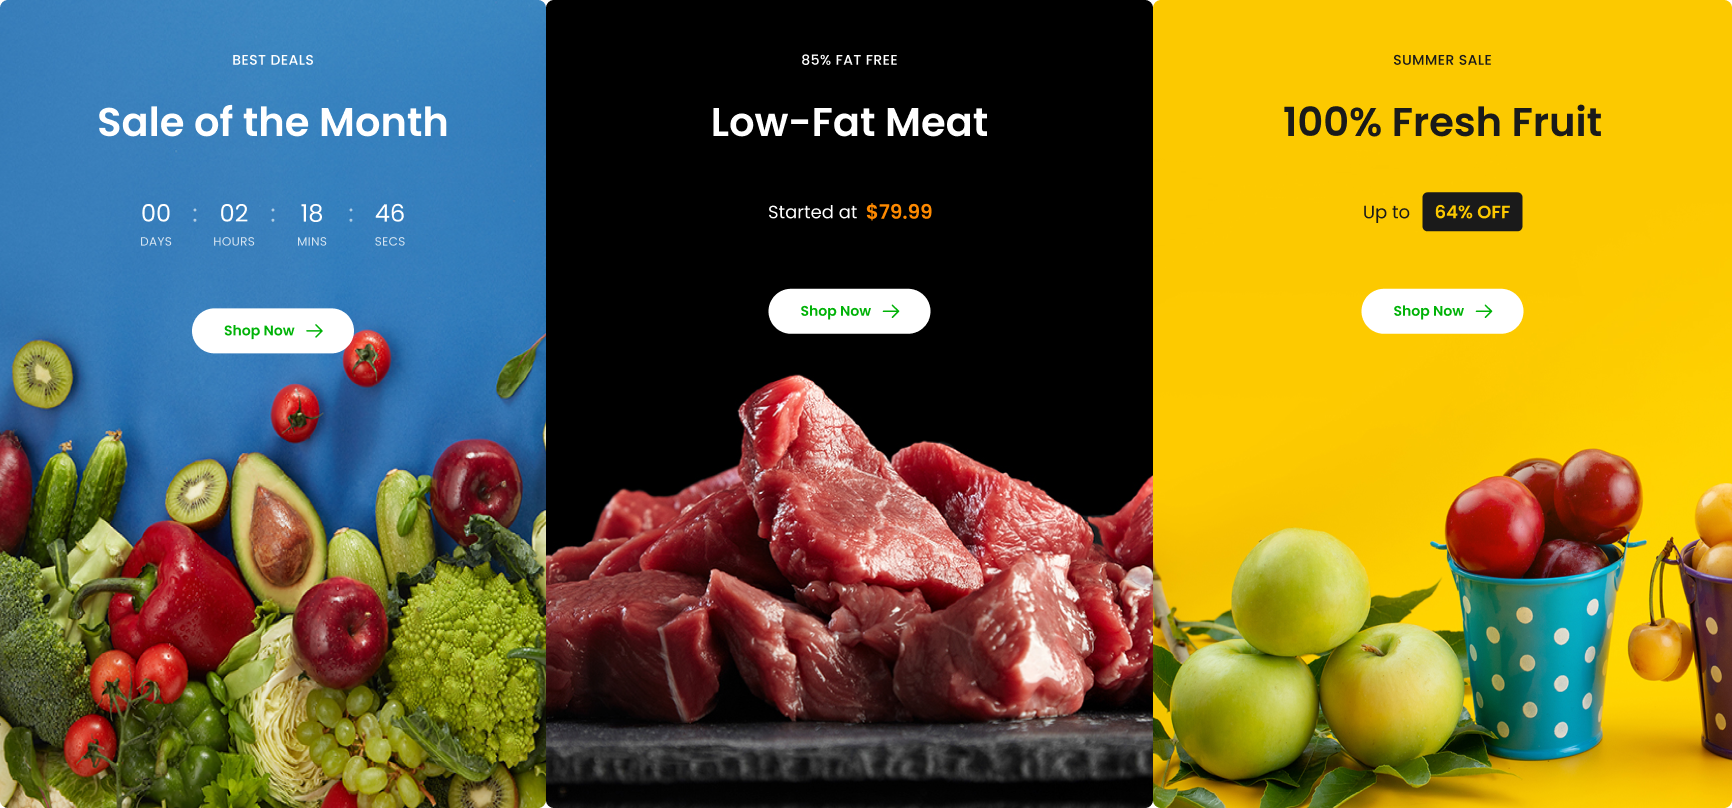 BEST DEALS
Sale of the Month
00 : 02 : 18 : 46
DAYS HOURS MINS SECS
Shop Now
85% FAT FREE
Low-Fat Meat
Started at $79.99
Shop Now
SUMMER SALE
100% Fresh Fruit
Up to 64% OFF
Shop Now